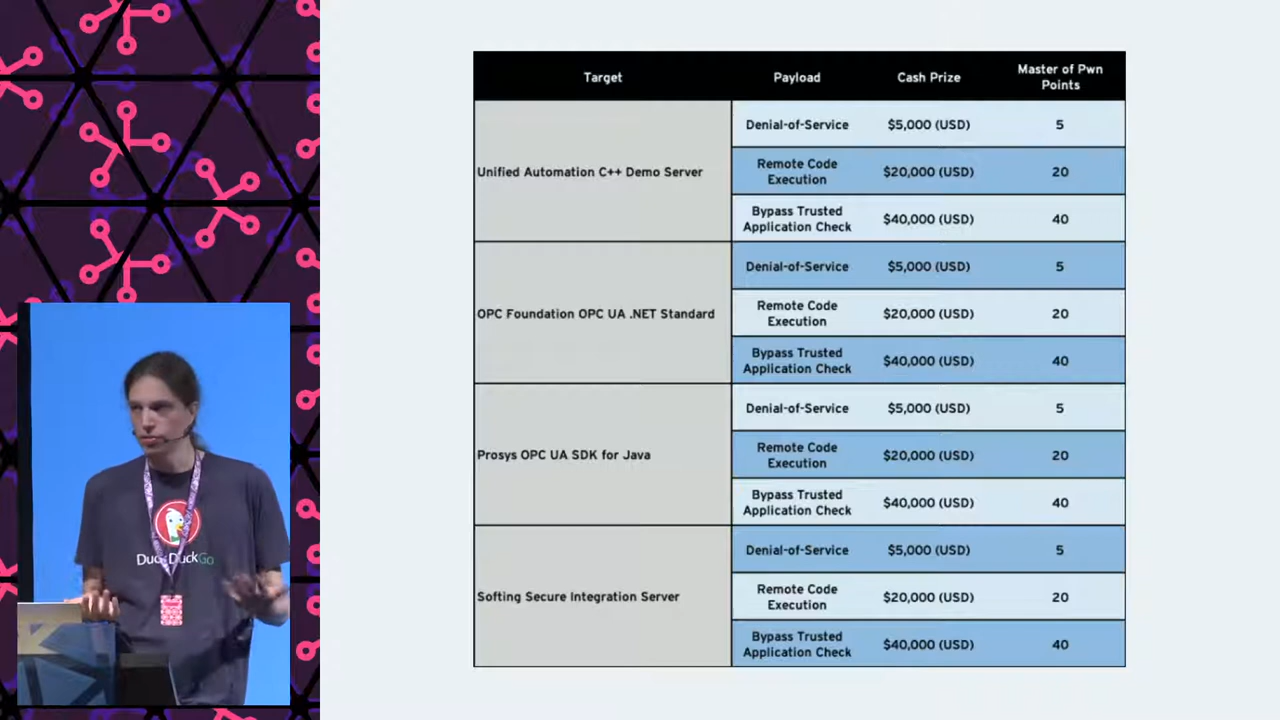 Target Payload Cash Prize Master of Pwn
Points
Unified Automation C++ Demo Server
Denial-of-Service $5,000 (USD) 5
Remote Code
Execution
$20,000 (USD) 20
Bypass Trusted
Application Check
$40,000 (USD) 40
OPC Foundation OPC UA .NET Standard
Denial-of-Service $5,000 (USD) 5
Remote Code
Execution
$20,000 (USD) 20
Bypass Trusted
Application Check
$40,000 (USD) 40
Prosys OPC UA SDK for Java
Denial-of-Service $5,000 (USD) 5
Remote Code
Execution
$20,000 (USD) 20
Bypass Trusted
Application Check
$40,000 (USD) 40
Softing Secure Integration Server
Denial-of-Service $5,000 (USD) 5
Remote Code
Execution
$20,000 (USD) 20
Bypass Trusted
Application Check
$40,000 (USD) 40
DuckDuckGo